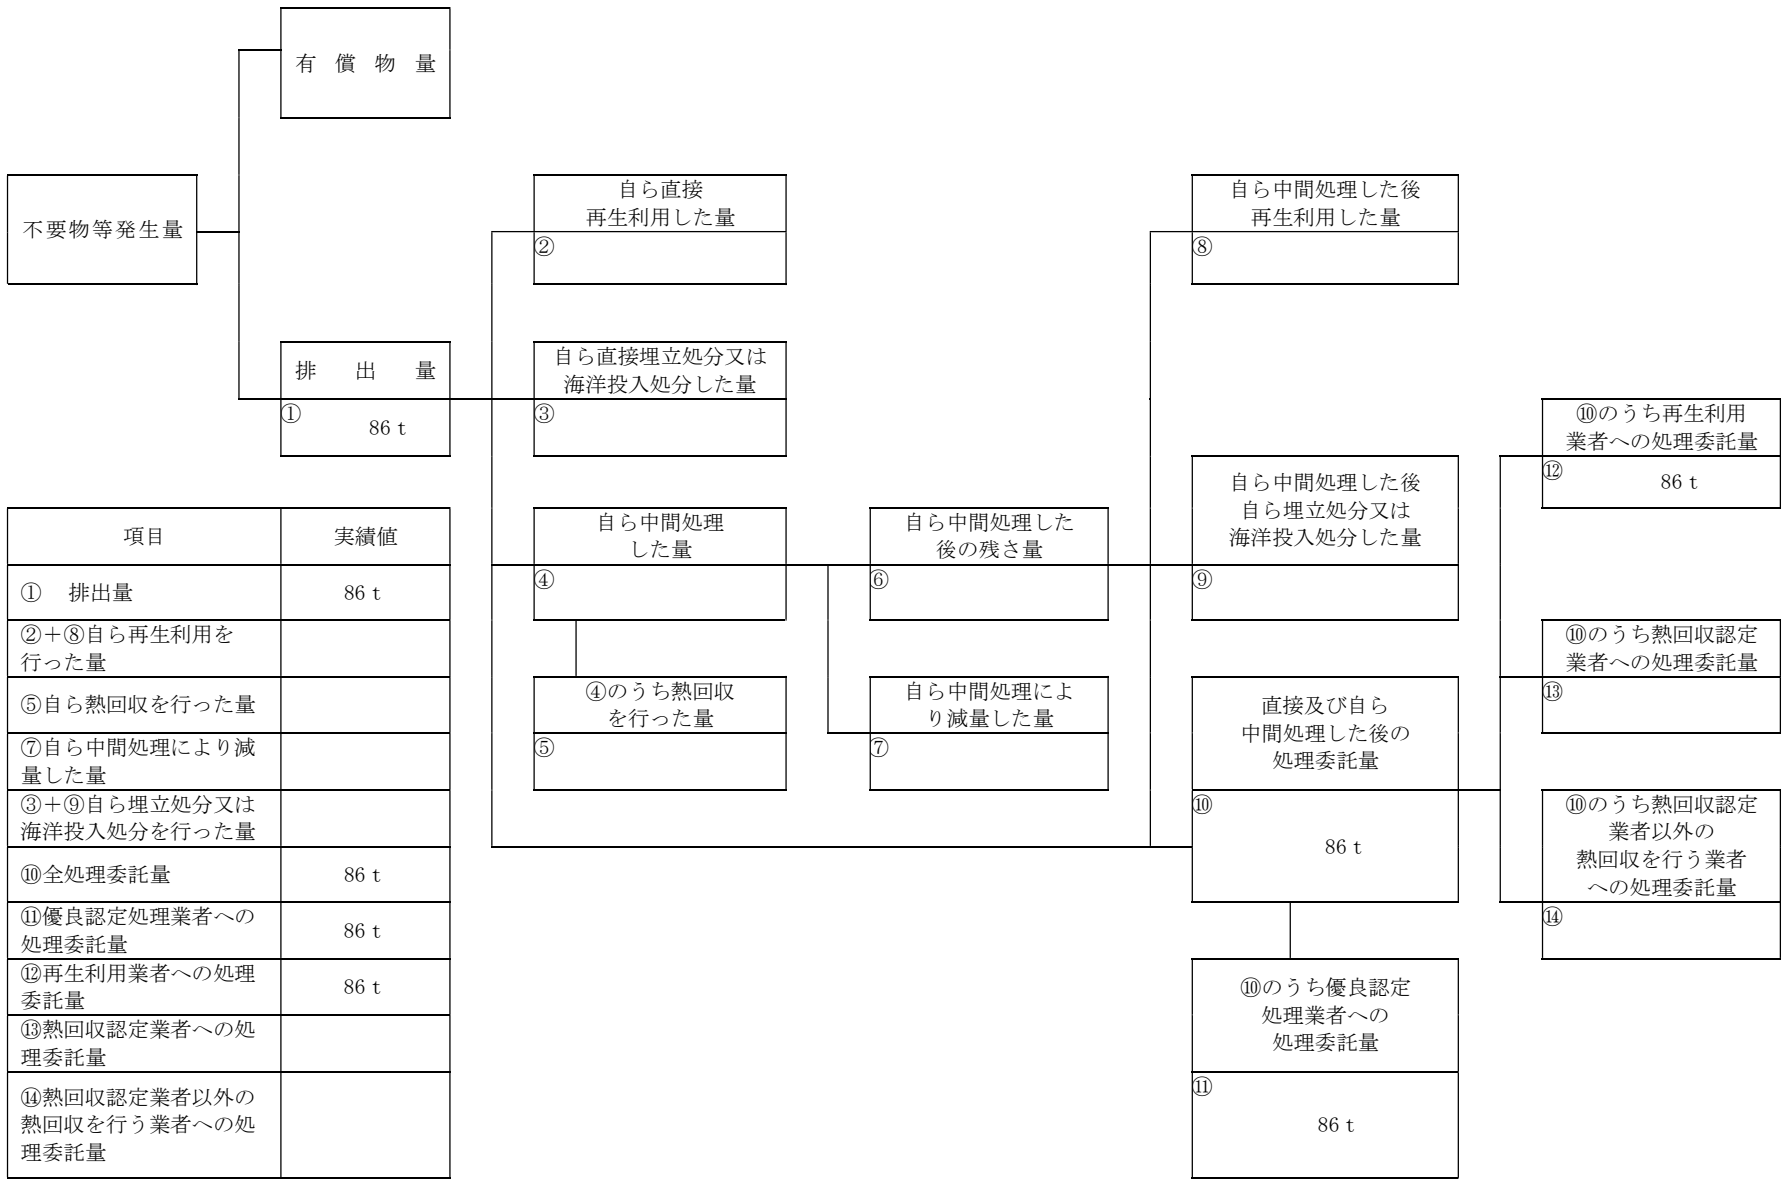 有償物量
不要物等発生量
自ら直接
再生利用した量
②
自ら中間処理した後
再生利用した量
⑧
排出量
①
86 t
自ら直接埋立処分又は
海洋投入処分した量
③
⑩のうち再生利用
業者への処理委託量
⑫
86 t
自ら中間処理した後
自ら埋立処分又は
海洋投入処分した量
⑨
自ら中間処理
した量
④
自ら中間処理した
後の残さ量
⑥
⑩のうち熱回収認定
業者への処理委託量
⑬
④のうち熱回収
を行った量
⑤
自ら中間処理によ
り減量した量
⑦
直接及び自ら
中間処理した後の
処理委託量
⑩
86 t
⑩のうち熱回収認定
業者以外の
熱回収を行う業者
への処理委託量
⑭
⑩のうち優良認定
処理業者への
処理委託量
⑪
86 t
項目 実績値
① 排出量 86 t
②+⑧自ら再生利用を
行った量
⑤自ら熱回収を行った量
⑦自ら中間処理により減
量した量
③+⑨自ら埋立処分又は
海洋投入処分を行った量
⑩全処理委託量 86 t
⑪優良認定処理業者への
処理委託量
86 t
⑫再生利用業者への処理
委託量
86 t
⑬熱回収認定業者への処
理委託量
⑭熱回収認定業者以外の
熱回収を行う業者への処
理委託量